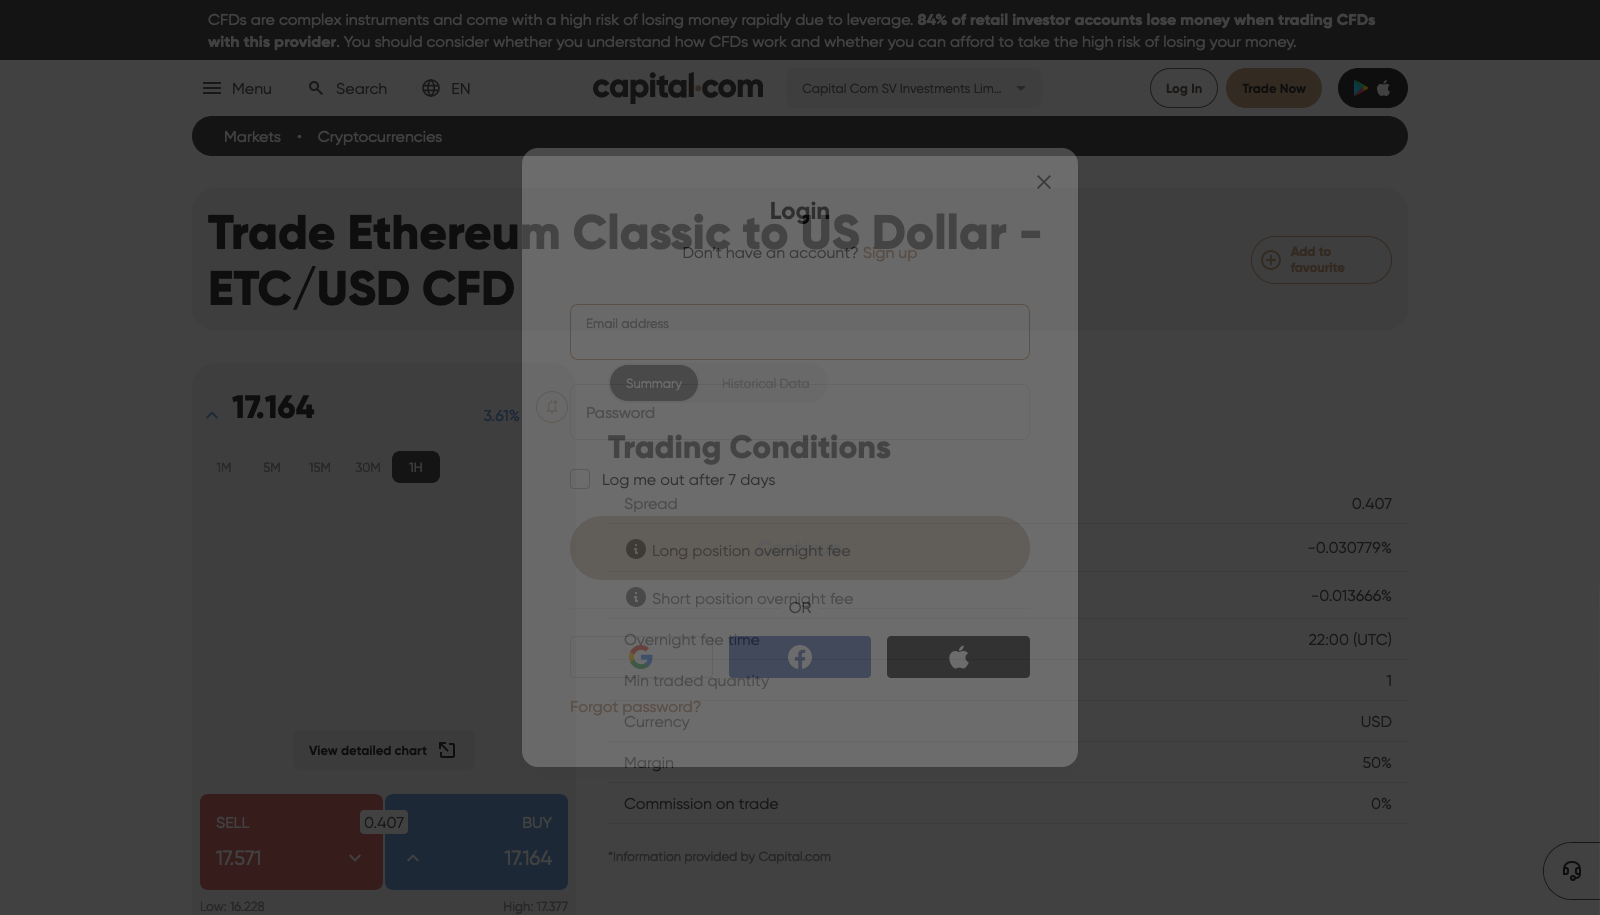 CFDs are complex instruments and come with a high risk of losing money rapidly due to leverage. 84% of retail investor accounts lose money when trading CFDs
with this provider. You should consider whether you understand how CFDs work and whether you can afford to take the high risk of losing your money.
Menu
Search
EN
capital.com
Capital Com SV Investments Lim...
Log In
Trade Now
Markets • Cryptocurrencies
Trade Ethereum Classic to US Dollar -
ETC/USD CFD
Add to
favourite
Login
Don't have an account? Sign up
Email address
Password
Log me out after 7 days
OR
Forgot password?
17.164
3.61%
1M 5M 15M 30M 1H
View detailed chart
SELL
17.571
0.407
BUY
17.164
Low: 16.228
High: 17.377
Summary
Historical Data
Trading Conditions
Spread 0.407
Long position overnight fee -0.030779%
Short position overnight fee -0.013666%
Overnight fee time 22:00 (UTC)
Min traded quantity 1
Currency USD
Margin 50%
Commission on trade 0%
*Information provided by Capital.com